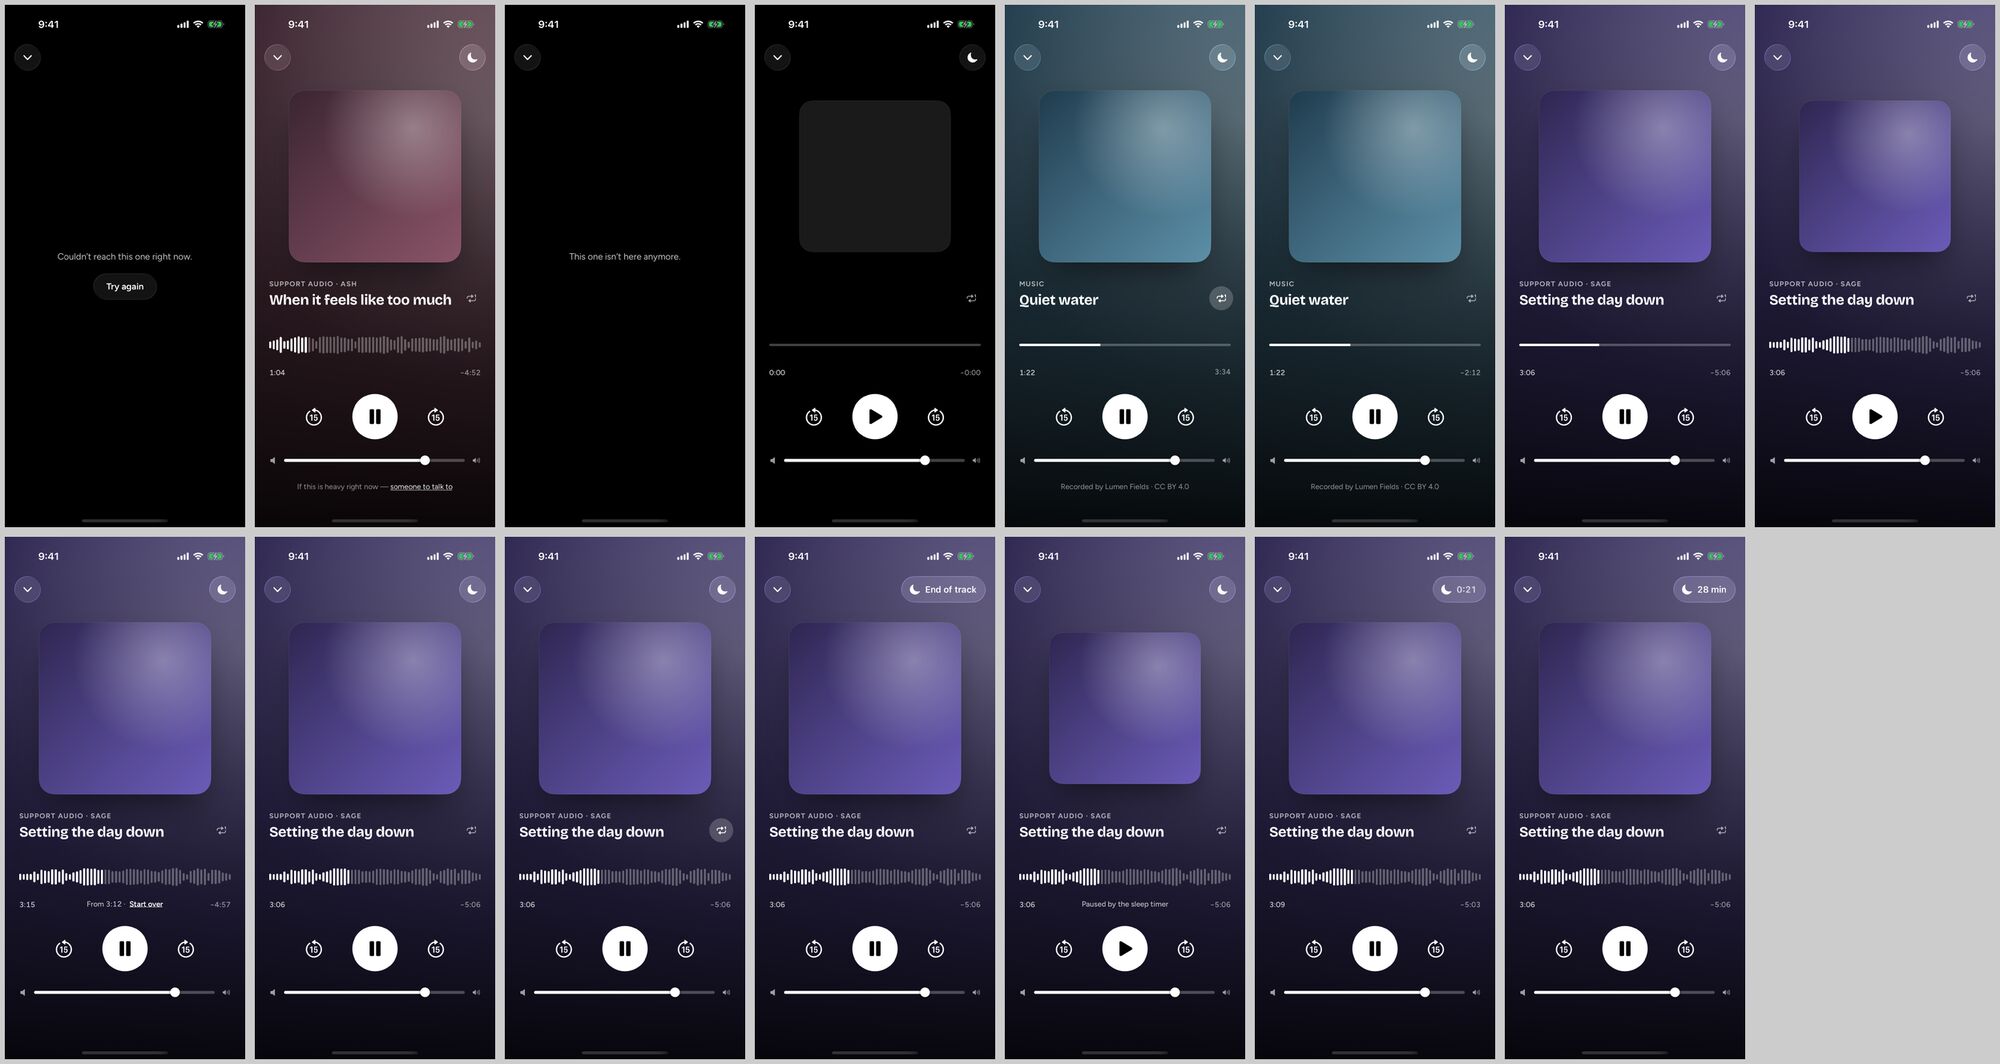 9:41
Couldn't reach this one right now.
Try again
9:41
SUPPORT AUDIO · ASH
When it feels like too much
1:04
-4:52
15
15
If this is heavy right now — someone to talk to
9:41
This one isn't here anymore.
9:41
0:00
-0:00
15
15
9:41
MUSIC
Quiet water
1:22
3:34
15
15
Recorded by Lumen Fields · CC BY 4.0
9:41
MUSIC
Quiet water
1:22
-2:12
15
15
Recorded by Lumen Fields · CC BY 4.0
9:41
SUPPORT AUDIO · SAGE
Setting the day down
3:06
-5:06
15
15
9:41
SUPPORT AUDIO · SAGE
Setting the day down
3:06
-5:06
15
15
9:41
SUPPORT AUDIO · SAGE
Setting the day down
3:15
From 3:12 · Start over
-4:57
15
15
9:41
SUPPORT AUDIO · SAGE
Setting the day down
3:06
-5:06
15
15
9:41
SUPPORT AUDIO · SAGE
Setting the day down
3:06
-5:06
15
15
9:41
End of track
SUPPORT AUDIO · SAGE
Setting the day down
3:06
-5:06
15
15
9:41
SUPPORT AUDIO · SAGE
Setting the day down
3:06
Paused by the sleep timer
-5:06
15
15
9:41
0:21
SUPPORT AUDIO · SAGE
Setting the day down
3:09
-5:03
15
15
9:41
28 min
SUPPORT AUDIO · SAGE
Setting the day down
3:06
-5:06
15
15